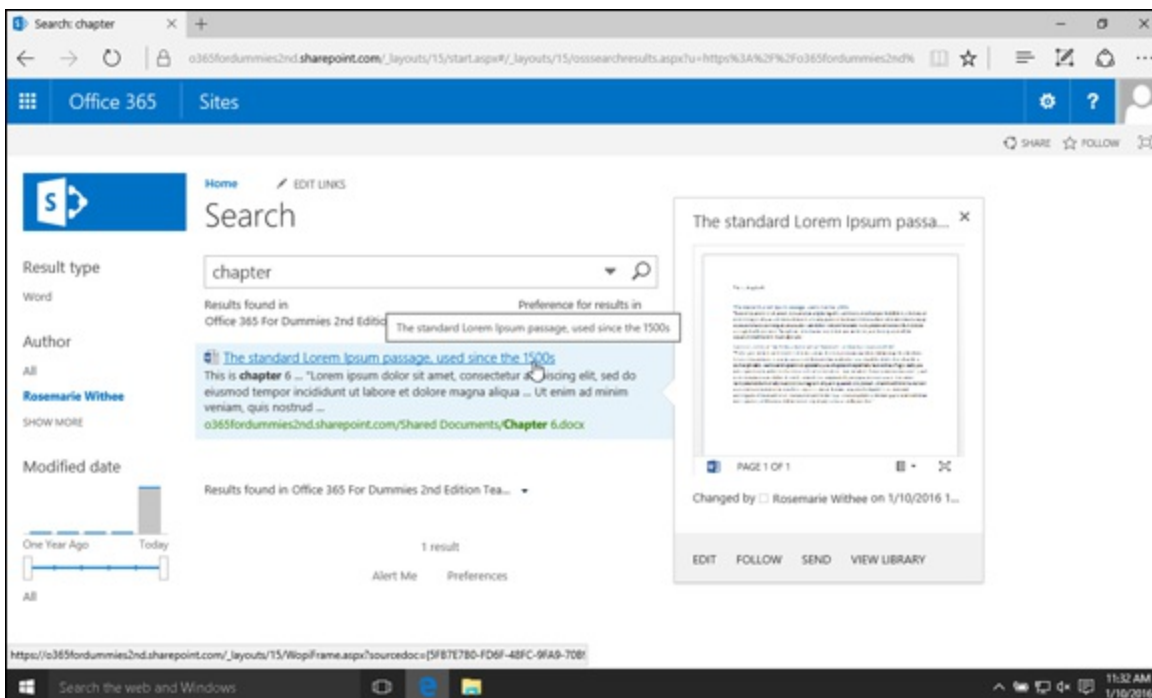 Search: chapter
o365fordummies2nd.sharepoint.com/_layouts/15/start.aspx#/_layouts/15/osssearchresults.aspx?u=https%3A%2F%2Fo365fordummies2nd%
Office 365
Sites
SHARE
FOLLOW
Home
EDIT LINKS
Search
chapter
Results found in
Preference for results in
Office 365 For Dummies 2nd Editio
The standard Lorem Ipsum passage, used since the 1500s
The standard Lorem Ipsum passage, used since the 1500s
This is chapter 6 ... "Lorem ipsum dolor sit amet, consectetur adipiscing elit, sed do
eiusmod tempor incididunt ut labore et dolore magna aliqua ... Ut enim ad minim
veniam, quis nostrud ...
o365fordummies2nd.sharepoint.com/Shared Documents/Chapter 6.docx
Results found in Office 365 For Dummies 2nd Edition Tea...
1 result
Alert Me
Preferences
Result type
Word
Author
All
Rosemarie Withee
SHOW MORE
Modified date
One Year Ago
Today
All
The standard Lorem Ipsum passa...
PAGE 1 OF 1
Changed by Rosemarie Withee on 1/10/2016 1...
EDIT
FOLLOW
SEND
VIEW LIBRARY
https://o365fordummies2nd.sharepoint.com/_layouts/15/WopiFrame.aspx?sourcedoc={5FB7E7B0-FD6F-48FC-9FA9-70B
Search the web and Windows
11:32 AM
1/10/2016